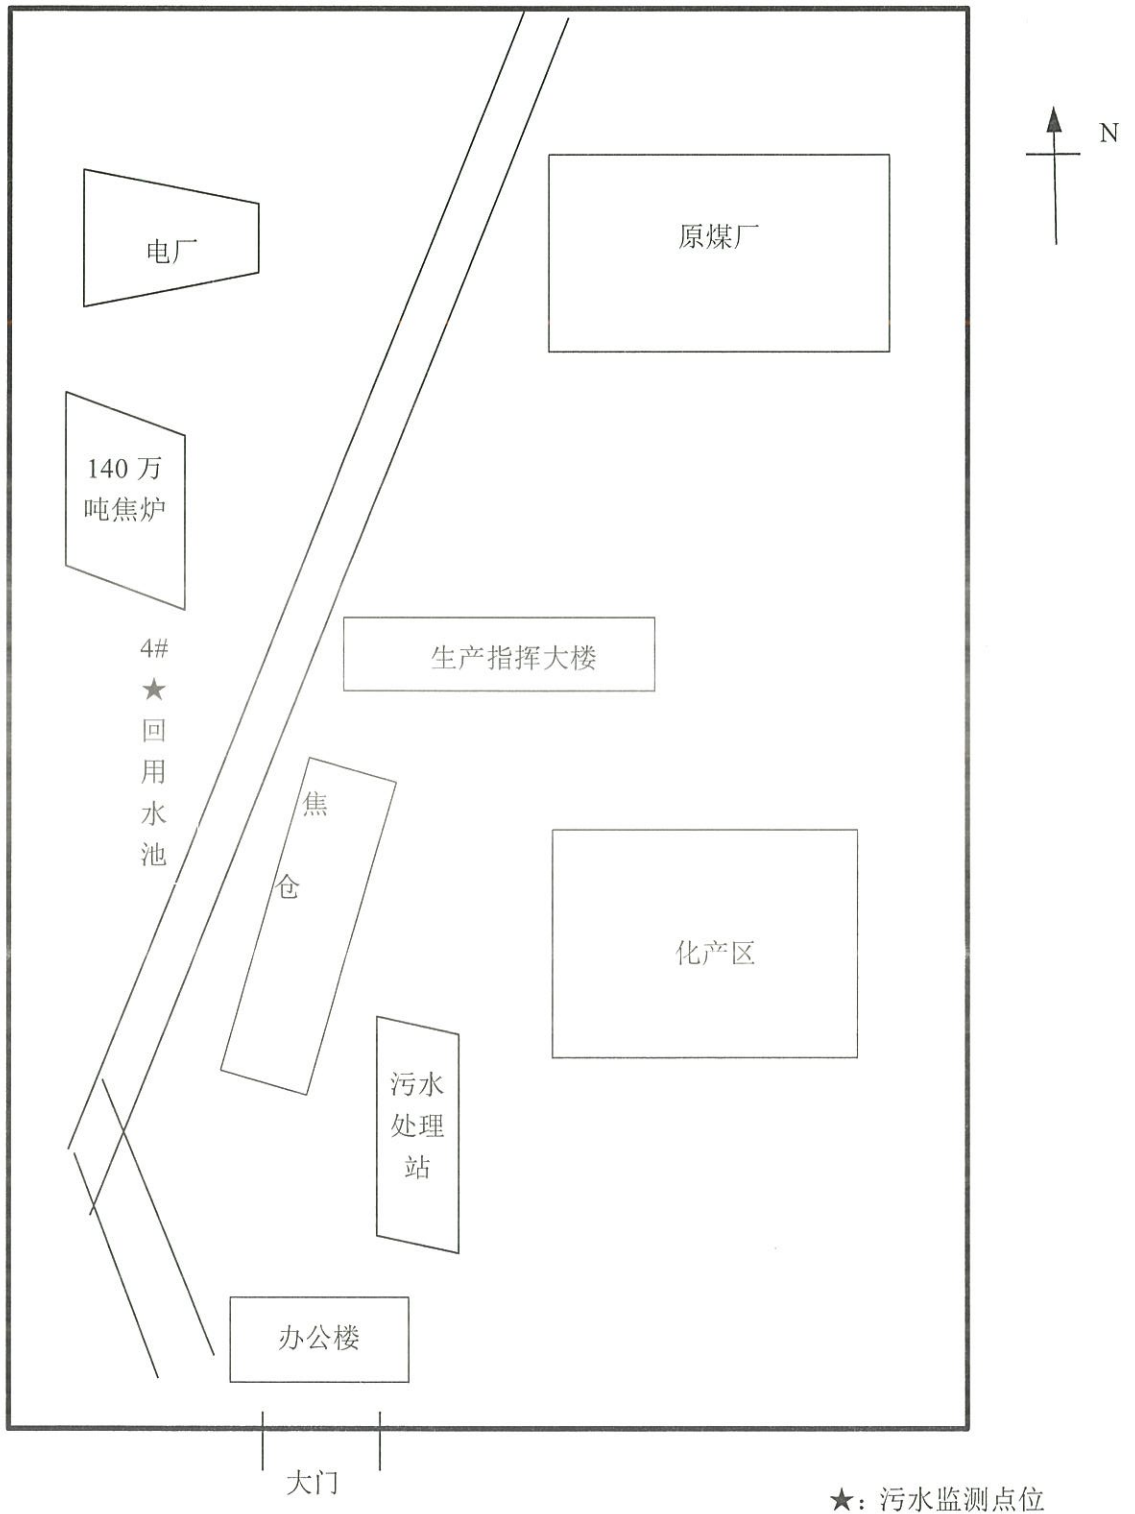 N
原煤厂
电厂
140 万
吨焦炉
4#
★
回
用
水
池
生产指挥大楼
焦
仓
化产区
污水
处理
站
办公楼
大门
★：污水监测点位